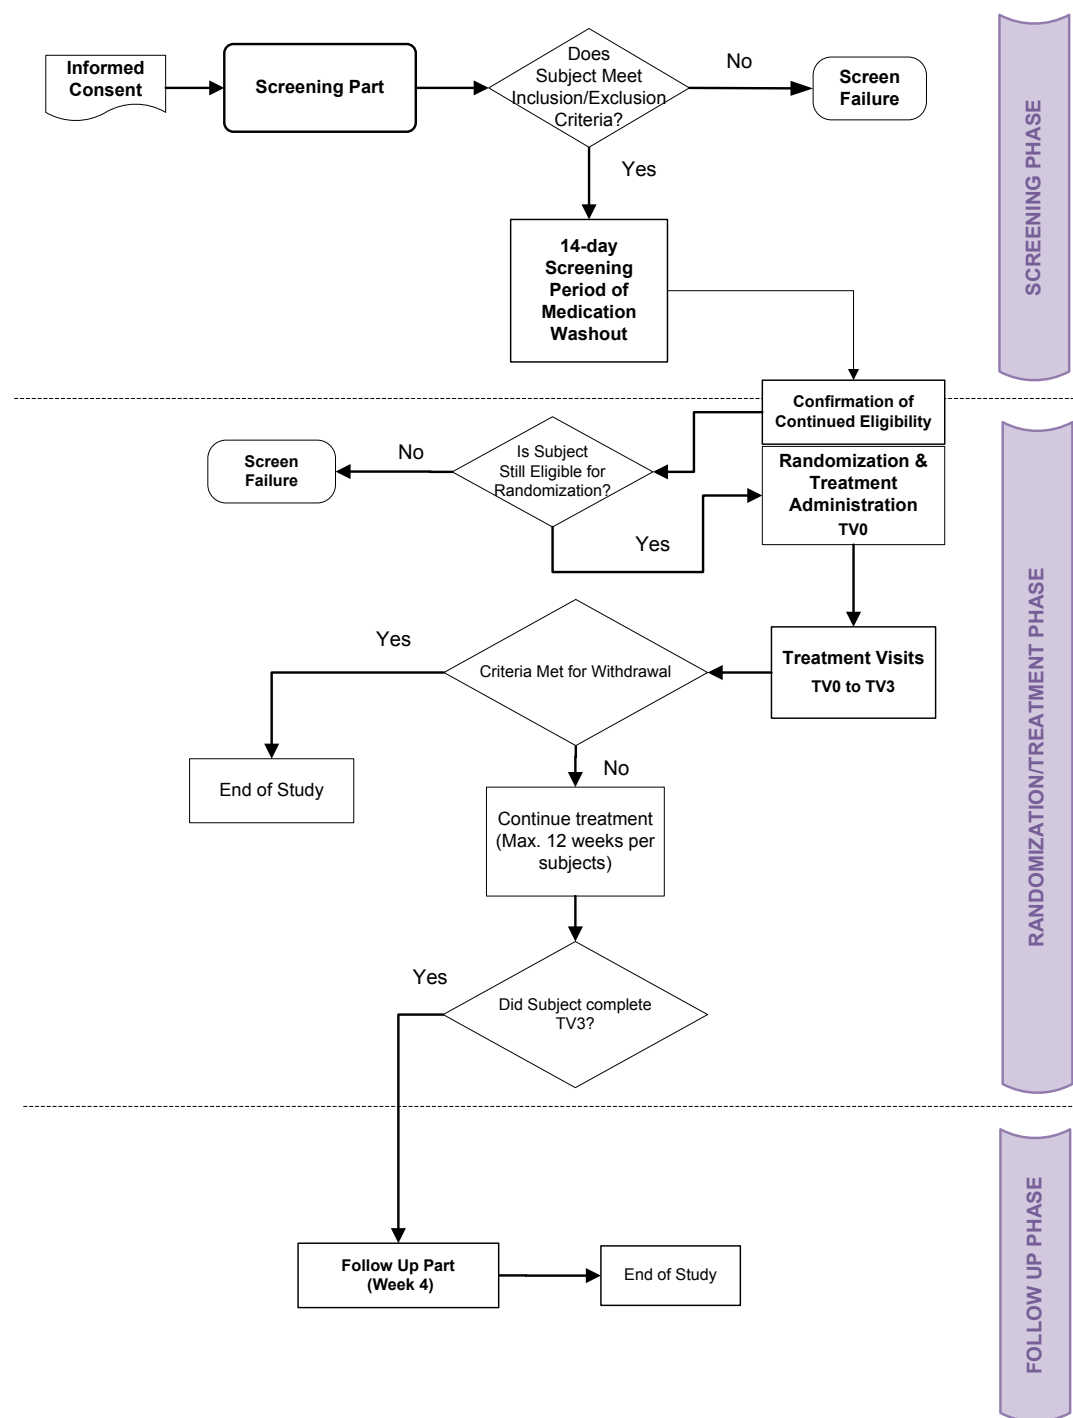 Informed
Consent
Screening Part
Does
Subject Meet
Inclusion/Exclusion
Criteria?
No
Screen
Failure
Yes
14-day
Screening
Period of
Medication
Washout
SCREENING PHASE
Confirmation of
Continued Eligibility
Is Subject
Still Eligible for
Randomization?
No
Screen
Failure
Yes
Randomization &
Treatment
Administration
TV0
Treatment Visits
TV0 to TV3
Criteria Met for Withdrawal
Yes
End of Study
No
Continue treatment
(Max. 12 weeks per
subjects)
Did Subject complete
TV3?
Yes
RANDOMIZATION/TREATMENT PHASE
Follow Up Part
(Week 4)
End of Study
FOLLOW UP PHASE